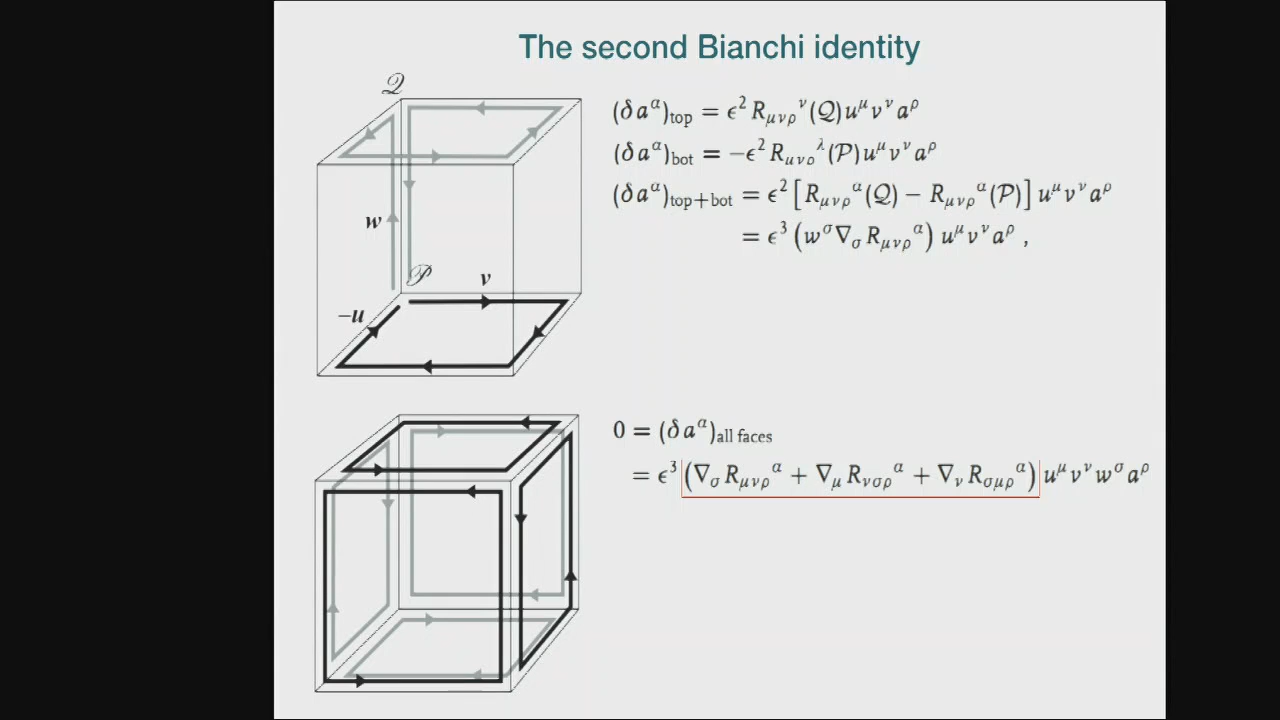 The second Bianchi identity
𝒬
w
𝒫
v
−u
(δa^α)_top = ϵ² R_μνρ^ν(𝒬)u^μ v^ν a^ρ
(δa^α)_bot = −ϵ² R_μνρ^λ(𝒫)u^μ v^ν a^ρ
(δa^α)_top+bot = ϵ² [R_μνρ^α(𝒬) − R_μνρ^α(𝒫)] u^μ v^ν a^ρ
= ϵ³ (w^σ ∇_σ R_μνρ^α) u^μ v^ν a^ρ ,
0 = (δa^α)_all faces
= ϵ³ (∇_σ R_μνρ^α + ∇_μ R_νσρ^α + ∇_ν R_σμρ^α) u^μ v^ν w^σ a^ρ